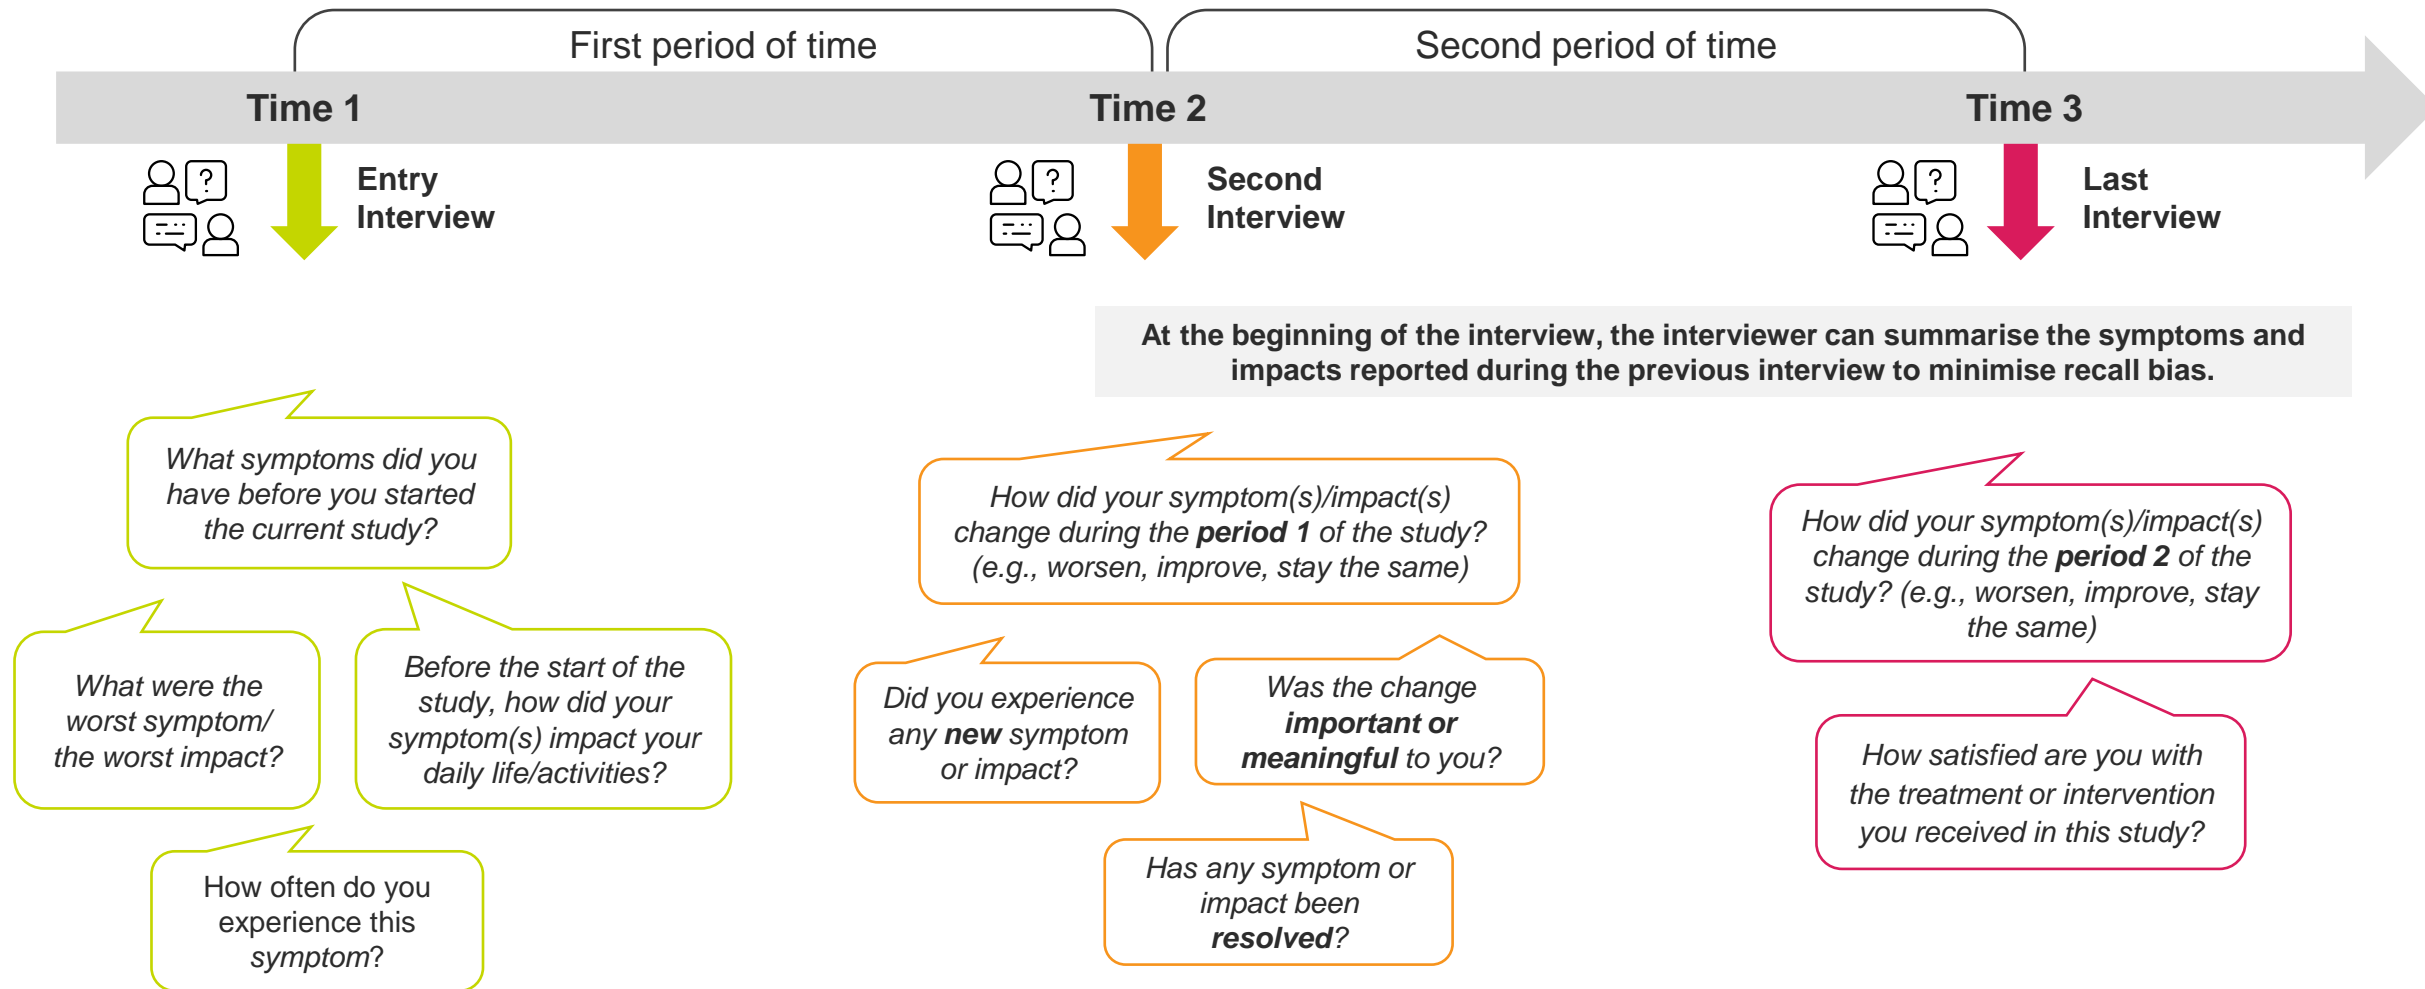 First period of time
Second period of time
Time 1
Time 2
Time 3
Entry
Interview
Second
Interview
Last
Interview
?
?
?
At the beginning of the interview, the interviewer can summarise the symptoms and
impacts reported during the previous interview to minimise recall bias.
What symptoms did you
have before you started
the current study?
What were the
worst symptom/
the worst impact?
Before the start of the
study, how did your
symptom(s) impact your
daily life/activities?
How often do you
experience this
symptom?
How did your symptom(s)/impact(s)
change during the period 1 of the study?
(e.g., worsen, improve, stay the same)
Did you experience
any new symptom
or impact?
Was the change
important or
meaningful to you?
Has any symptom or
impact been
resolved?
How did your symptom(s)/impact(s)
change during the period 2 of the
study? (e.g., worsen, improve, stay
the same)
How satisfied are you with
the treatment or intervention
you received in this study?